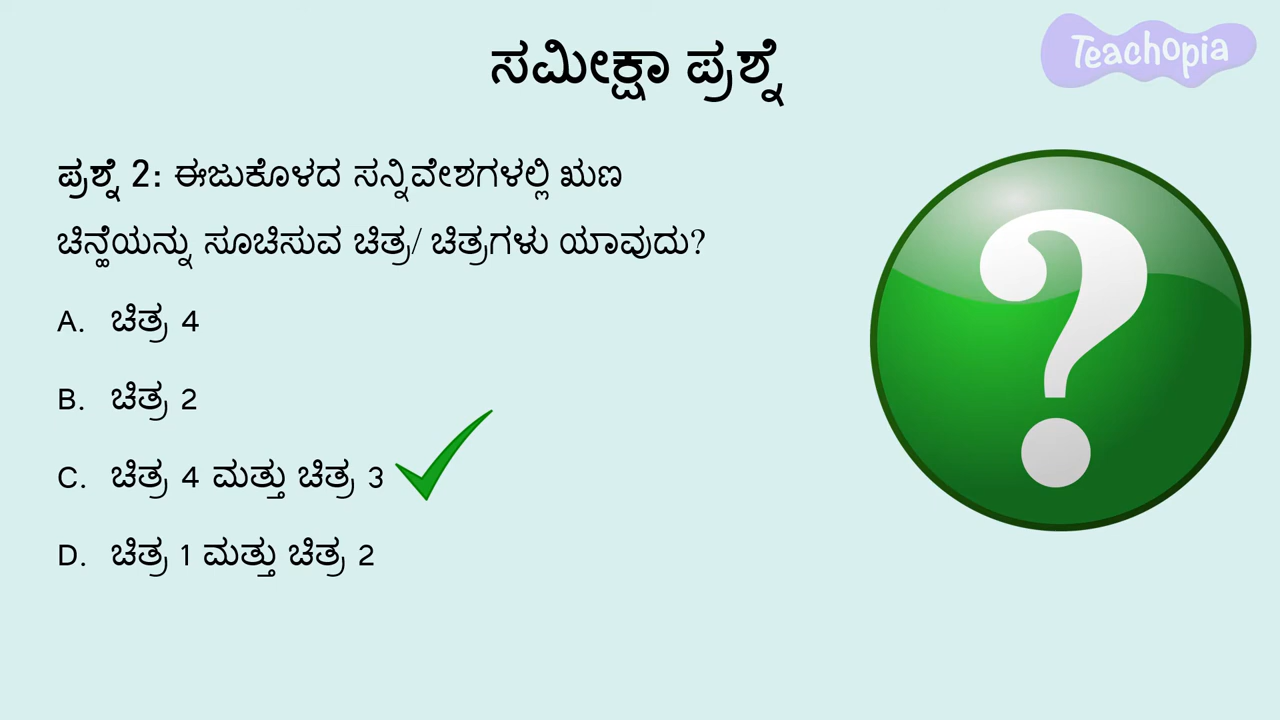 ಸಮೀಕ್ಷಾ ಪ್ರಶ್ನೆ
Teachopia
ಪ್ರಶ್ನೆ 2: ಈಜುಕೊಳದ ಸನ್ನಿವೇಶಗಳಲ್ಲಿ ಋಣ
ಚಿನ್ಹೆಯನ್ನು ಸೂಚಿಸುವ ಚಿತ್ರ/ ಚಿತ್ರಗಳು ಯಾವುದು?
A. ಚಿತ್ರ 4
B. ಚಿತ್ರ 2
C. ಚಿತ್ರ 4 ಮತ್ತು ಚಿತ್ರ 3
D. ಚಿತ್ರ 1 ಮತ್ತು ಚಿತ್ರ 2
?